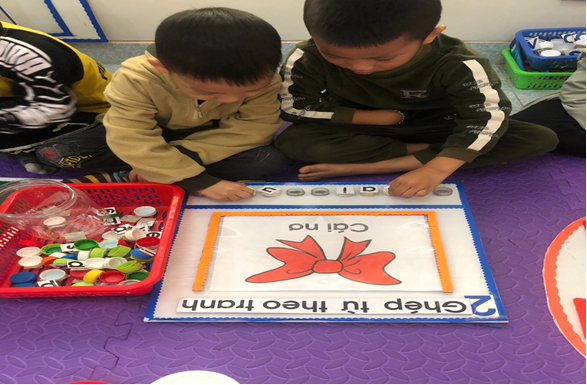 2 Ghép từ theo tranh
Cái nơ